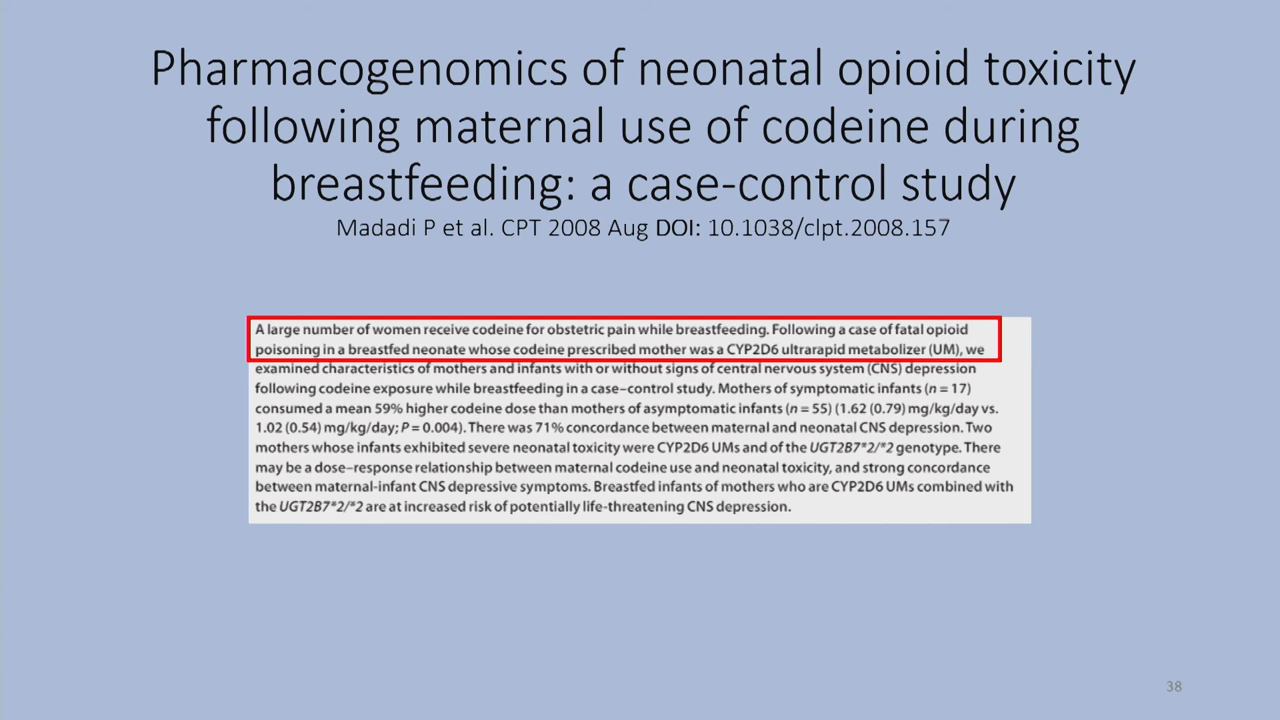 Pharmacogenomics of neonatal opioid toxicity
following maternal use of codeine during
breastfeeding: a case-control study
Madadi P et al. CPT 2008 Aug DOI: 10.1038/clpt.2008.157
A large number of women receive codeine for obstetric pain while breastfeeding. Following a case of fatal opioid
poisoning in a breastfed neonate whose codeine prescribed mother was a CYP2D6 ultrarapid metabolizer (UM), we
examined characteristics of mothers and infants with or without signs of central nervous system (CNS) depression
following codeine exposure while breastfeeding in a case–control study. Mothers of symptomatic infants (n = 17)
consumed a mean 59% higher codeine dose than mothers of asymptomatic infants (n = 55) (1.62 (0.79) mg/kg/day vs.
1.02 (0.54) mg/kg/day; P = 0.004). There was 71% concordance between maternal and neonatal CNS depression. Two
mothers whose infants exhibited severe neonatal toxicity were CYP2D6 UMs and of the UGT2B7*2/*2 genotype. There
may be a dose–response relationship between maternal codeine use and neonatal toxicity, and strong concordance
between maternal-infant CNS depressive symptoms. Breastfed infants of mothers who are CYP2D6 UMs combined with
the UGT2B7*2/*2 are at increased risk of potentially life-threatening CNS depression.
38